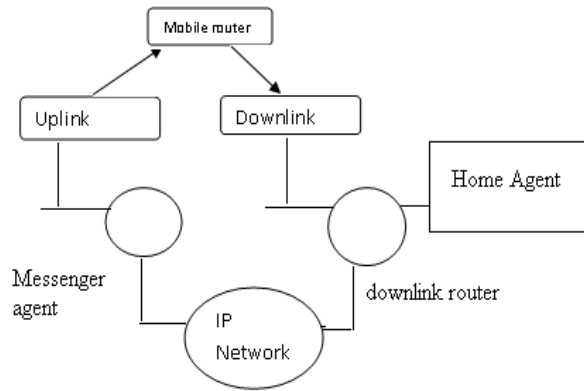 Mobile router
Uplink
Downlink
Home Agent
Messenger
agent
downlink router
IP
Network